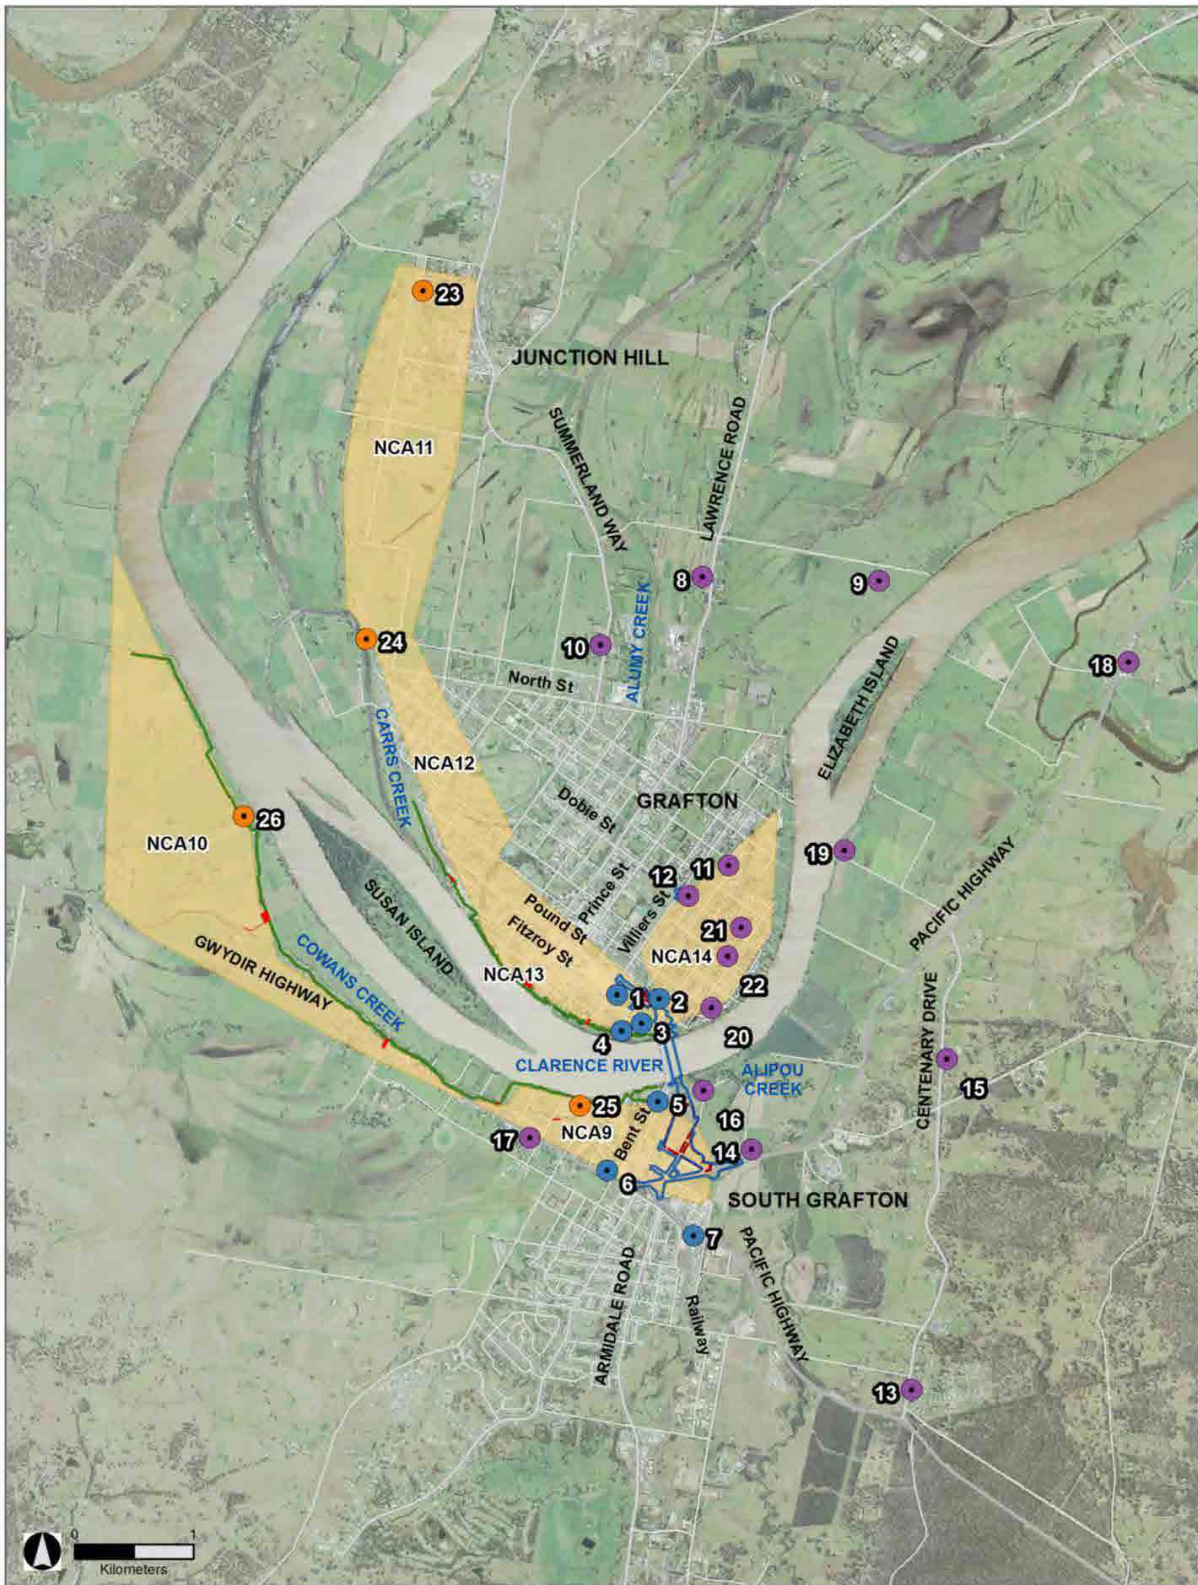 23
JUNCTION HILL
NCA11
SUMMERLAND WAY
LAWRENCE ROAD
8
9
ALUMY CREEK
24
10
18
North St
ELIZABETH ISLAND
CARRS CREEK
NCA12
Dobie St
GRAFTON
26
NCA10
19
11
12
Prince St
Villiers St
Pound St
Fitzroy St
SUSAN ISLAND
PACIFIC HIGHWAY
21
NCA14
GWYDIR HIGHWAY
COWANS CREEK
NCA13
22
1
2
3
4
20
CENTENARY DRIVE
CLARENCE RIVER
ALIPOU
CREEK
15
25
5
16
NCA9
Bent St
17
14
6
SOUTH GRAFTON
7
PACIFIC HIGHWAY
ARMIDALE ROAD
Railway
13
0
1
Kilometers